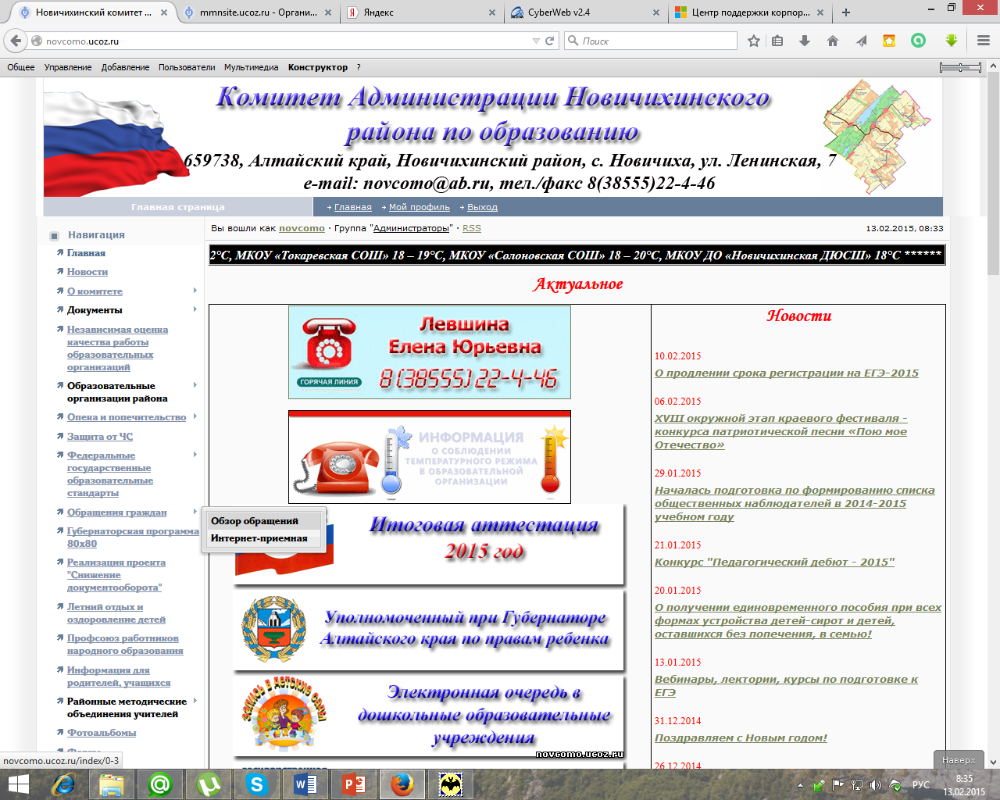 Новичихинский комитет ...
mmnsite.ucoz.ru - Органи...
Яндекс
CyberWeb v2.4
Центр поддержки корпор...
novcomo.ucoz.ru
Поиск
Общее Управление Добавление Пользователи Мультимедиа Конструктор ?
Комитет Администрации Новичихинского
района по образованию
659738, Алтайский край, Новичихинский район, с. Новичиха, ул. Ленинская, 7
e-mail: novcomo@ab.ru, тел./факс 8(38555)22-4-46
Главная страница
Главная Мой профиль Выход
Вы вошли как novcomo · Группа "Администраторы" · RSS
13.02.2015, 08:33
2°С, МКОУ «Токаревская СОШ» 18 – 19°С, МКОУ «Солоновская СОШ» 18 – 20°С, МКОУ ДО «Новичихинская ДЮСШ» 18°С ******
Навигация
Главная
Новости
О комитете
Документы
Независимая оценка
качества работы
образовательных
организаций
Образовательные
организации района
Опека и попечительство
Защита от ЧС
Федеральные
государственные
образовательные
стандарты
Обращения граждан
Губернаторская программа
80х80
Реализация проекта
"Снижение
документооборота"
Летний отдых и
оздоровление детей
Профсоюз работников
народного образования
Информация для
родителей, учащихся
Районные методические
объединения учителей
Фотоальбомы
Обзор обращений
Интернет-приемная
Актуальное
Левшина
Елена Юрьевна
ГОРЯЧАЯ ЛИНИЯ
8(38555)22-4-46
ИНФОРМАЦИЯ
О СОБЛЮДЕНИИ
ТЕМПЕРАТУРНОГО РЕЖИМА
В ОБРАЗОВАТЕЛЬНОЙ
ОРГАНИЗАЦИИ
Итоговая аттестация
2015 год
Уполномоченный при Губернаторе
Алтайского края по правам ребенка
Запись в детские сады
Электронная очередь в
дошкольные образовательные
учреждения
novcomo.ucoz.ru
Новости
10.02.2015
О продлении срока регистрации на ЕГЭ-2015
06.02.2015
XVIII окружной этап краевого фестиваля -
конкурса патриотической песни «Пою мое
Отечество»
29.01.2015
Началась подготовка по формированию списка
общественных наблюдателей в 2014-2015
учебном году
21.01.2015
Конкурс "Педагогический дебют - 2015"
20.01.2015
О получении единовременного пособия при всех
формах устройства детей-сирот и детей,
оставшихся без попечения, в семью!
13.01.2015
Вебинары, лектории, курсы по подготовке к
ЕГЭ
31.12.2014
Поздравляем с Новым годом!
26.12.2014
Наверх
novcomo.ucoz.ru/index/0-3
РУС
8:35
13.02.2015